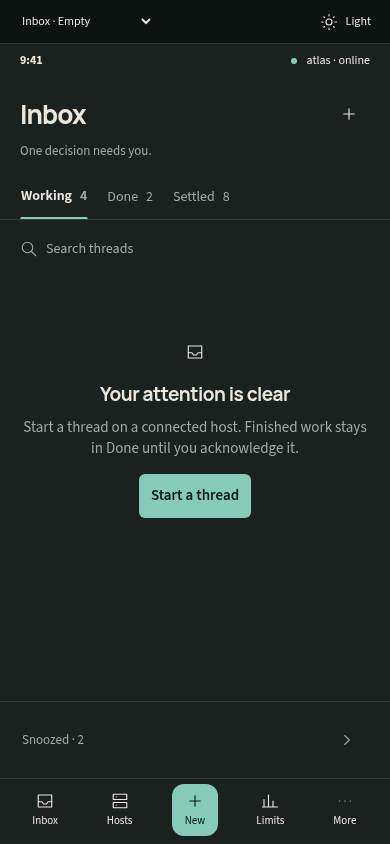 Inbox · Empty
Light
9:41
atlas · online
Inbox
One decision needs you.
Working 4
Done 2
Settled 8
Search threads
Your attention is clear
Start a thread on a connected host. Finished work stays
in Done until you acknowledge it.
Start a thread
Snoozed · 2
Inbox
Hosts
New
Limits
More